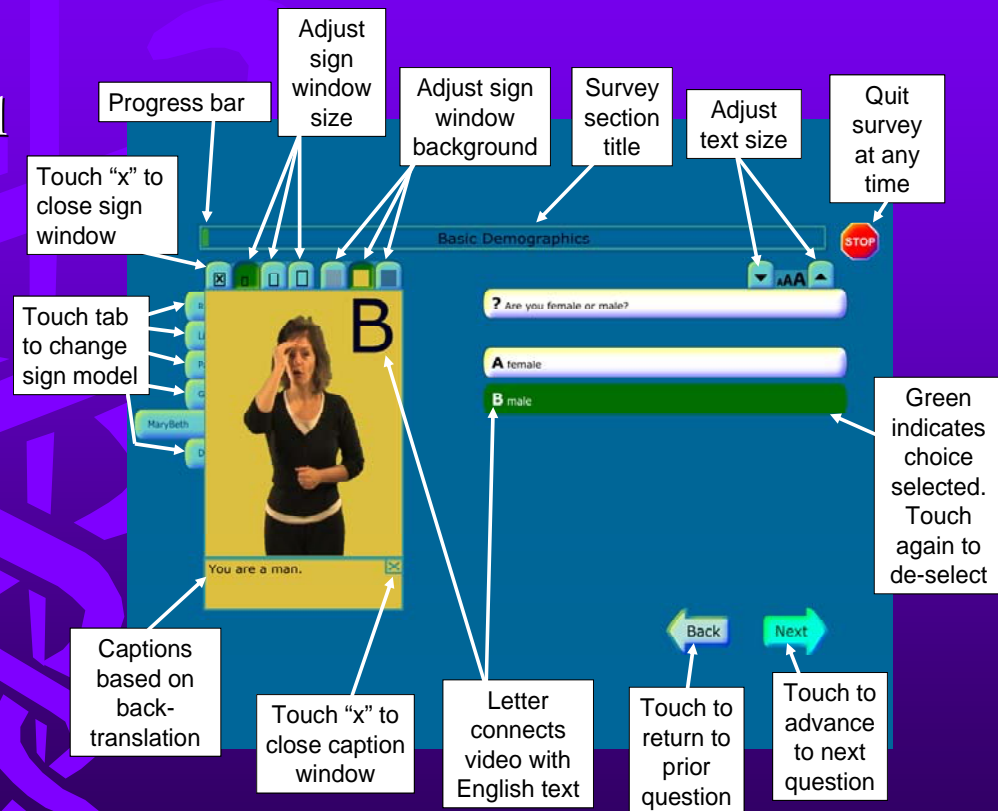 Adjust
sign
window
size
Progress bar
Adjust sign
window
background
Survey
section
title
Adjust
text size
Quit
survey
at any
time
Touch “x” to
close sign
window
Basic Demographics
STOP
AAA
Touch tab
to change
sign model
MaryBeth
B
? Are you female or male?
A female
B male
Green
indicates
choice
selected.
Touch
again to
de-select
You are a man.
Back
Next
Captions
based on
back-
translation
Touch “x” to
close caption
window
Letter
connects
video with
English text
Touch to
return to
prior
question
Touch to
advance
to next
question